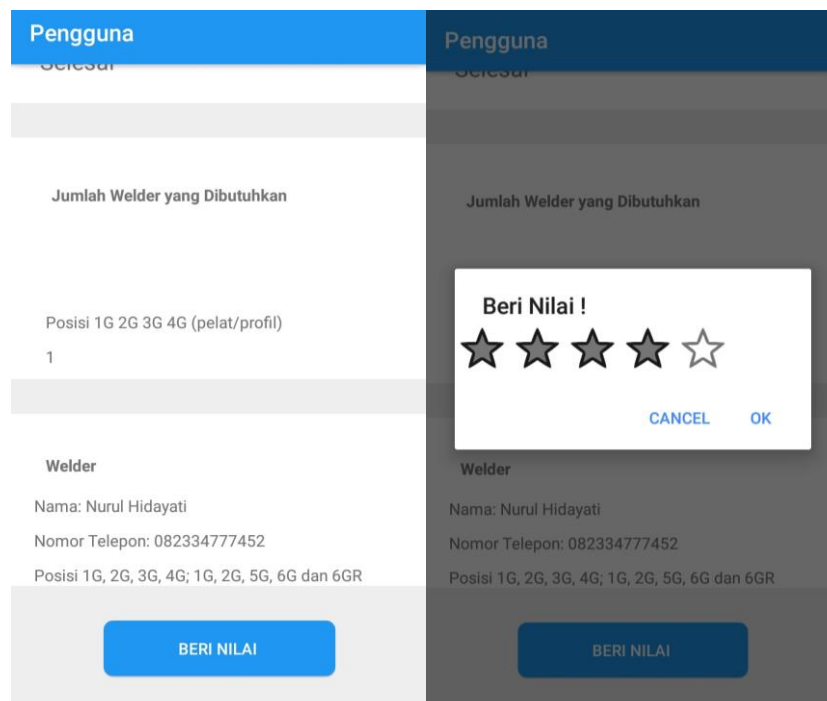 Pengguna
Selesai
Jumlah Welder yang Dibutuhkan
Posisi 1G 2G 3G 4G (pelat/profil)
1
Welder
Nama: Nurul Hidayati
Nomor Telepon: 082334777452
Posisi 1G, 2G, 3G, 4G; 1G, 2G, 5G, 6G dan 6GR
BERI NILAI
Pengguna
Selesai
Jumlah Welder yang Dibutuhkan
Beri Nilai !
CANCEL OK
Welder
Nama: Nurul Hidayati
Nomor Telepon: 082334777452
Posisi 1G, 2G, 3G, 4G; 1G, 2G, 5G, 6G dan 6GR
BERI NILAI